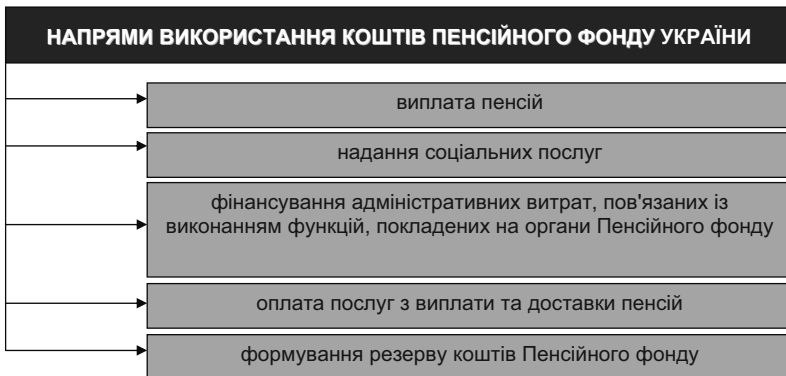 НАПРЯМИ ВИКОРИСТАННЯ КОШТІВ ПЕНСІЙНОГО ФОНДУ УКРАЇНИ
виплата пенсій
надання соціальних послуг
фінансування адміністративних витрат, пов'язаних із
виконанням функцій, покладених на органи Пенсійного фонду
оплата послуг з виплати та доставки пенсій
формування резерву коштів Пенсійного фонду